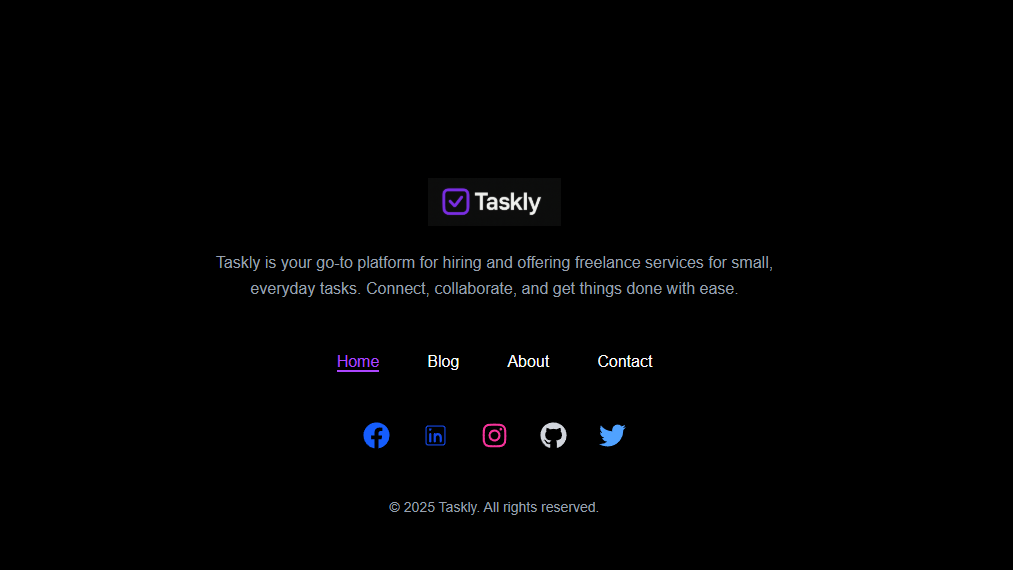 Taskly
Taskly is your go-to platform for hiring and offering freelance services for small,
everyday tasks. Connect, collaborate, and get things done with ease.
Home Blog About Contact
in
© 2025 Taskly. All rights reserved.